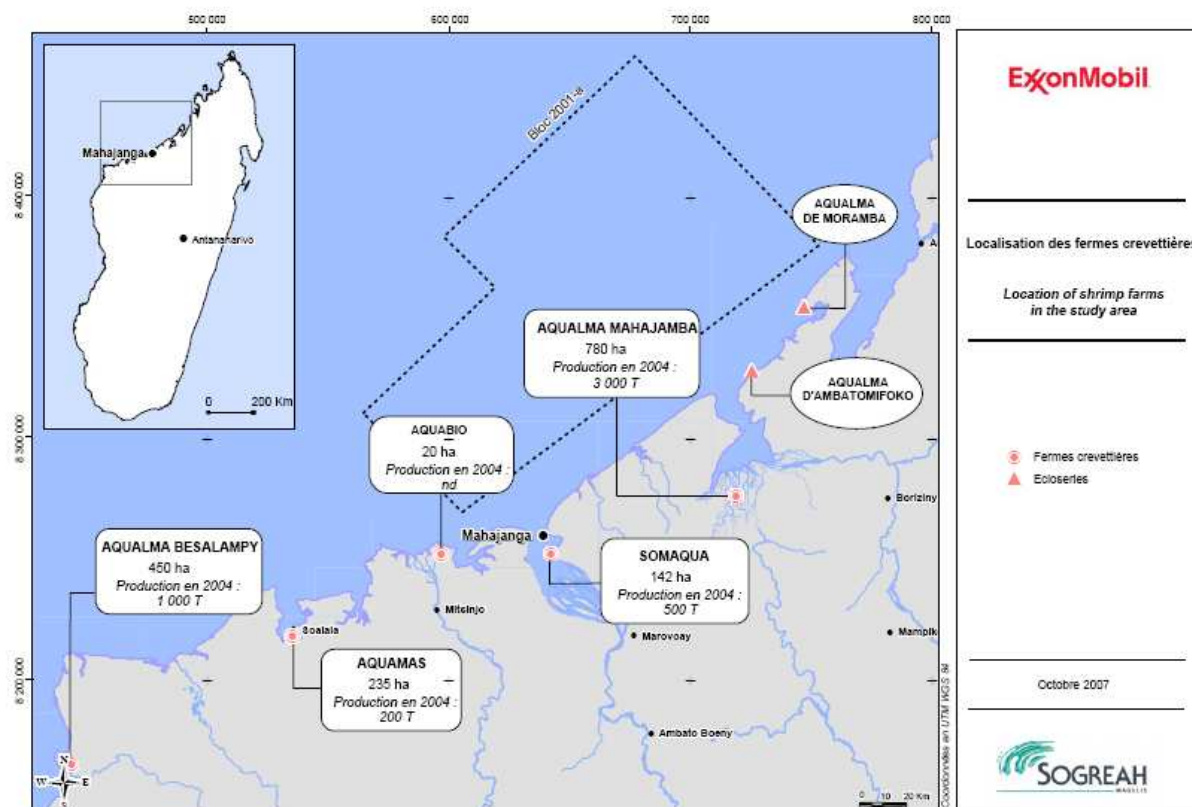 500 000
600 000
700 000
800 000
8 400 000
8 300 000
8 200 000
Mahajanga
Antananarivo
0 200 Km
Bloc 2001-a
AQUALMA
DE MORAMBA
AQUALMA MAHAJAMBA
780 ha
Production en 2004 :
3 000 T
AQUALMA
D'AMBATOMIFOKO
AQUABIO
20 ha
Production en 2004 :
nd
Boriziny
Mahajanga
AQUALMA BESALAMPY
450 ha
Production en 2004 :
1 000 T
SOMAQUA
142 ha
Production en 2004 :
500 T
Mitsinjo
Soalala
Marovoay
Mampik
AQUAMAS
235 ha
Production en 2004 :
200 T
Ambato Boeny
N
W E
S
0 10 20 Km
Coordonnées en UTM WGS 84
ExxonMobil
Localisation des fermes crevettières
Location of shrimp farms
in the study area
Fermes crevettières
Ecloseries
Octobre 2007
SOGREAH